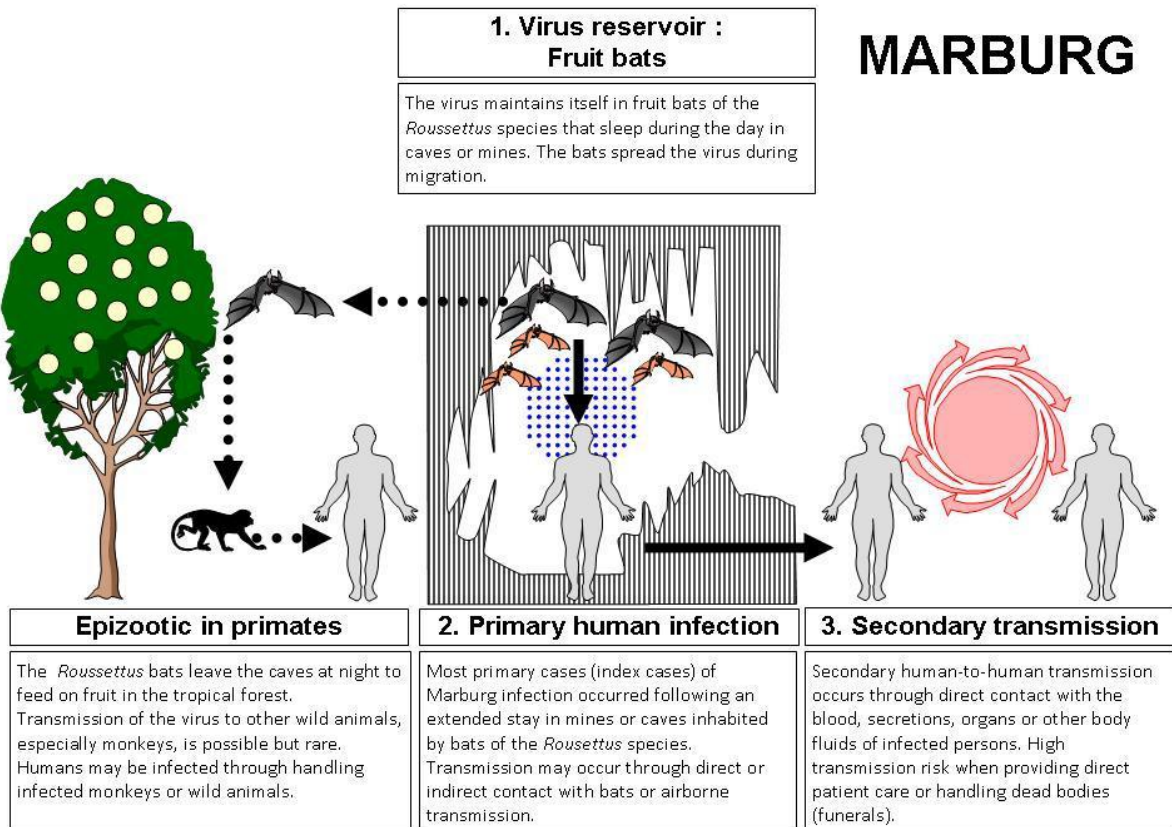 1. Virus reservoir :
Fruit bats
MARBURG
The virus maintains itself in fruit bats of the
Roussettus species that sleep during the day in
caves or mines. The bats spread the virus during
migration.
Epizootic in primates
The Roussettus bats leave the caves at night to
feed on fruit in the tropical forest.
Transmission of the virus to other wild animals,
especially monkeys, is possible but rare.
Humans may be infected through handling
infected monkeys or wild animals.
2. Primary human infection
Most primary cases (index cases) of
Marburg infection occurred following an
extended stay in mines or caves inhabited
by bats of the Rousettus species.
Transmission may occur through direct or
indirect contact with bats or airborne
transmission.
3. Secondary transmission
Secondary human-to-human transmission
occurs through direct contact with the
blood, secretions, organs or other body
fluids of infected persons. High
transmission risk when providing direct
patient care or handling dead bodies
(funerals).